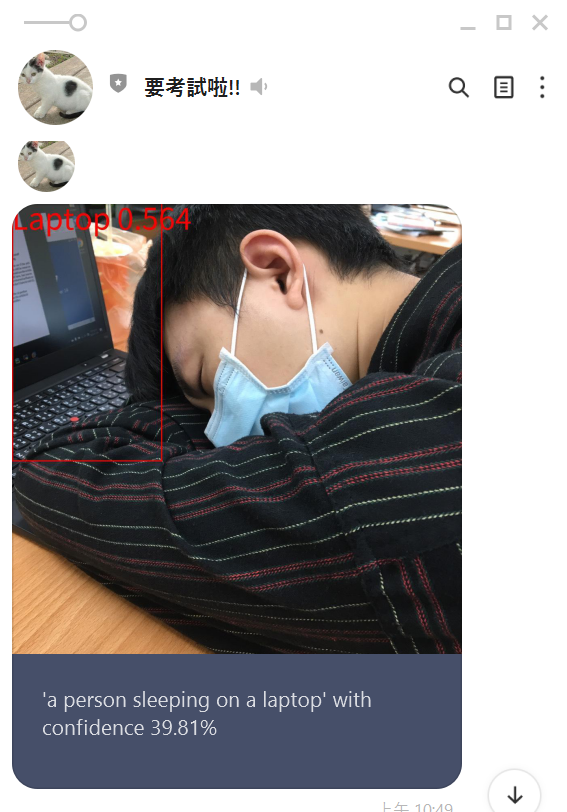 要考試啦!!
Laptop 0.564
'a person sleeping on a laptop' with
confidence 39.81%
上午 10:49